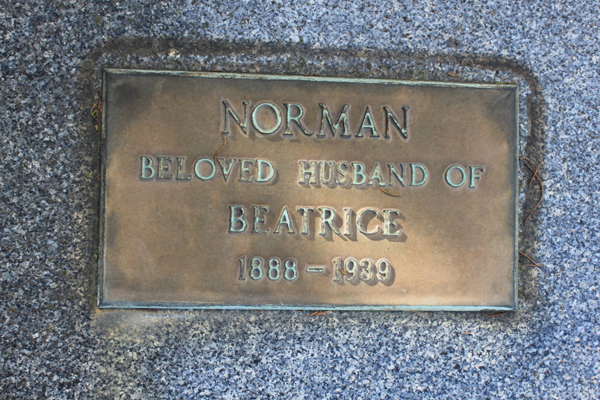 NORMAN
BELOVED HUSBAND OF
BEATRICE
1888 - 1939